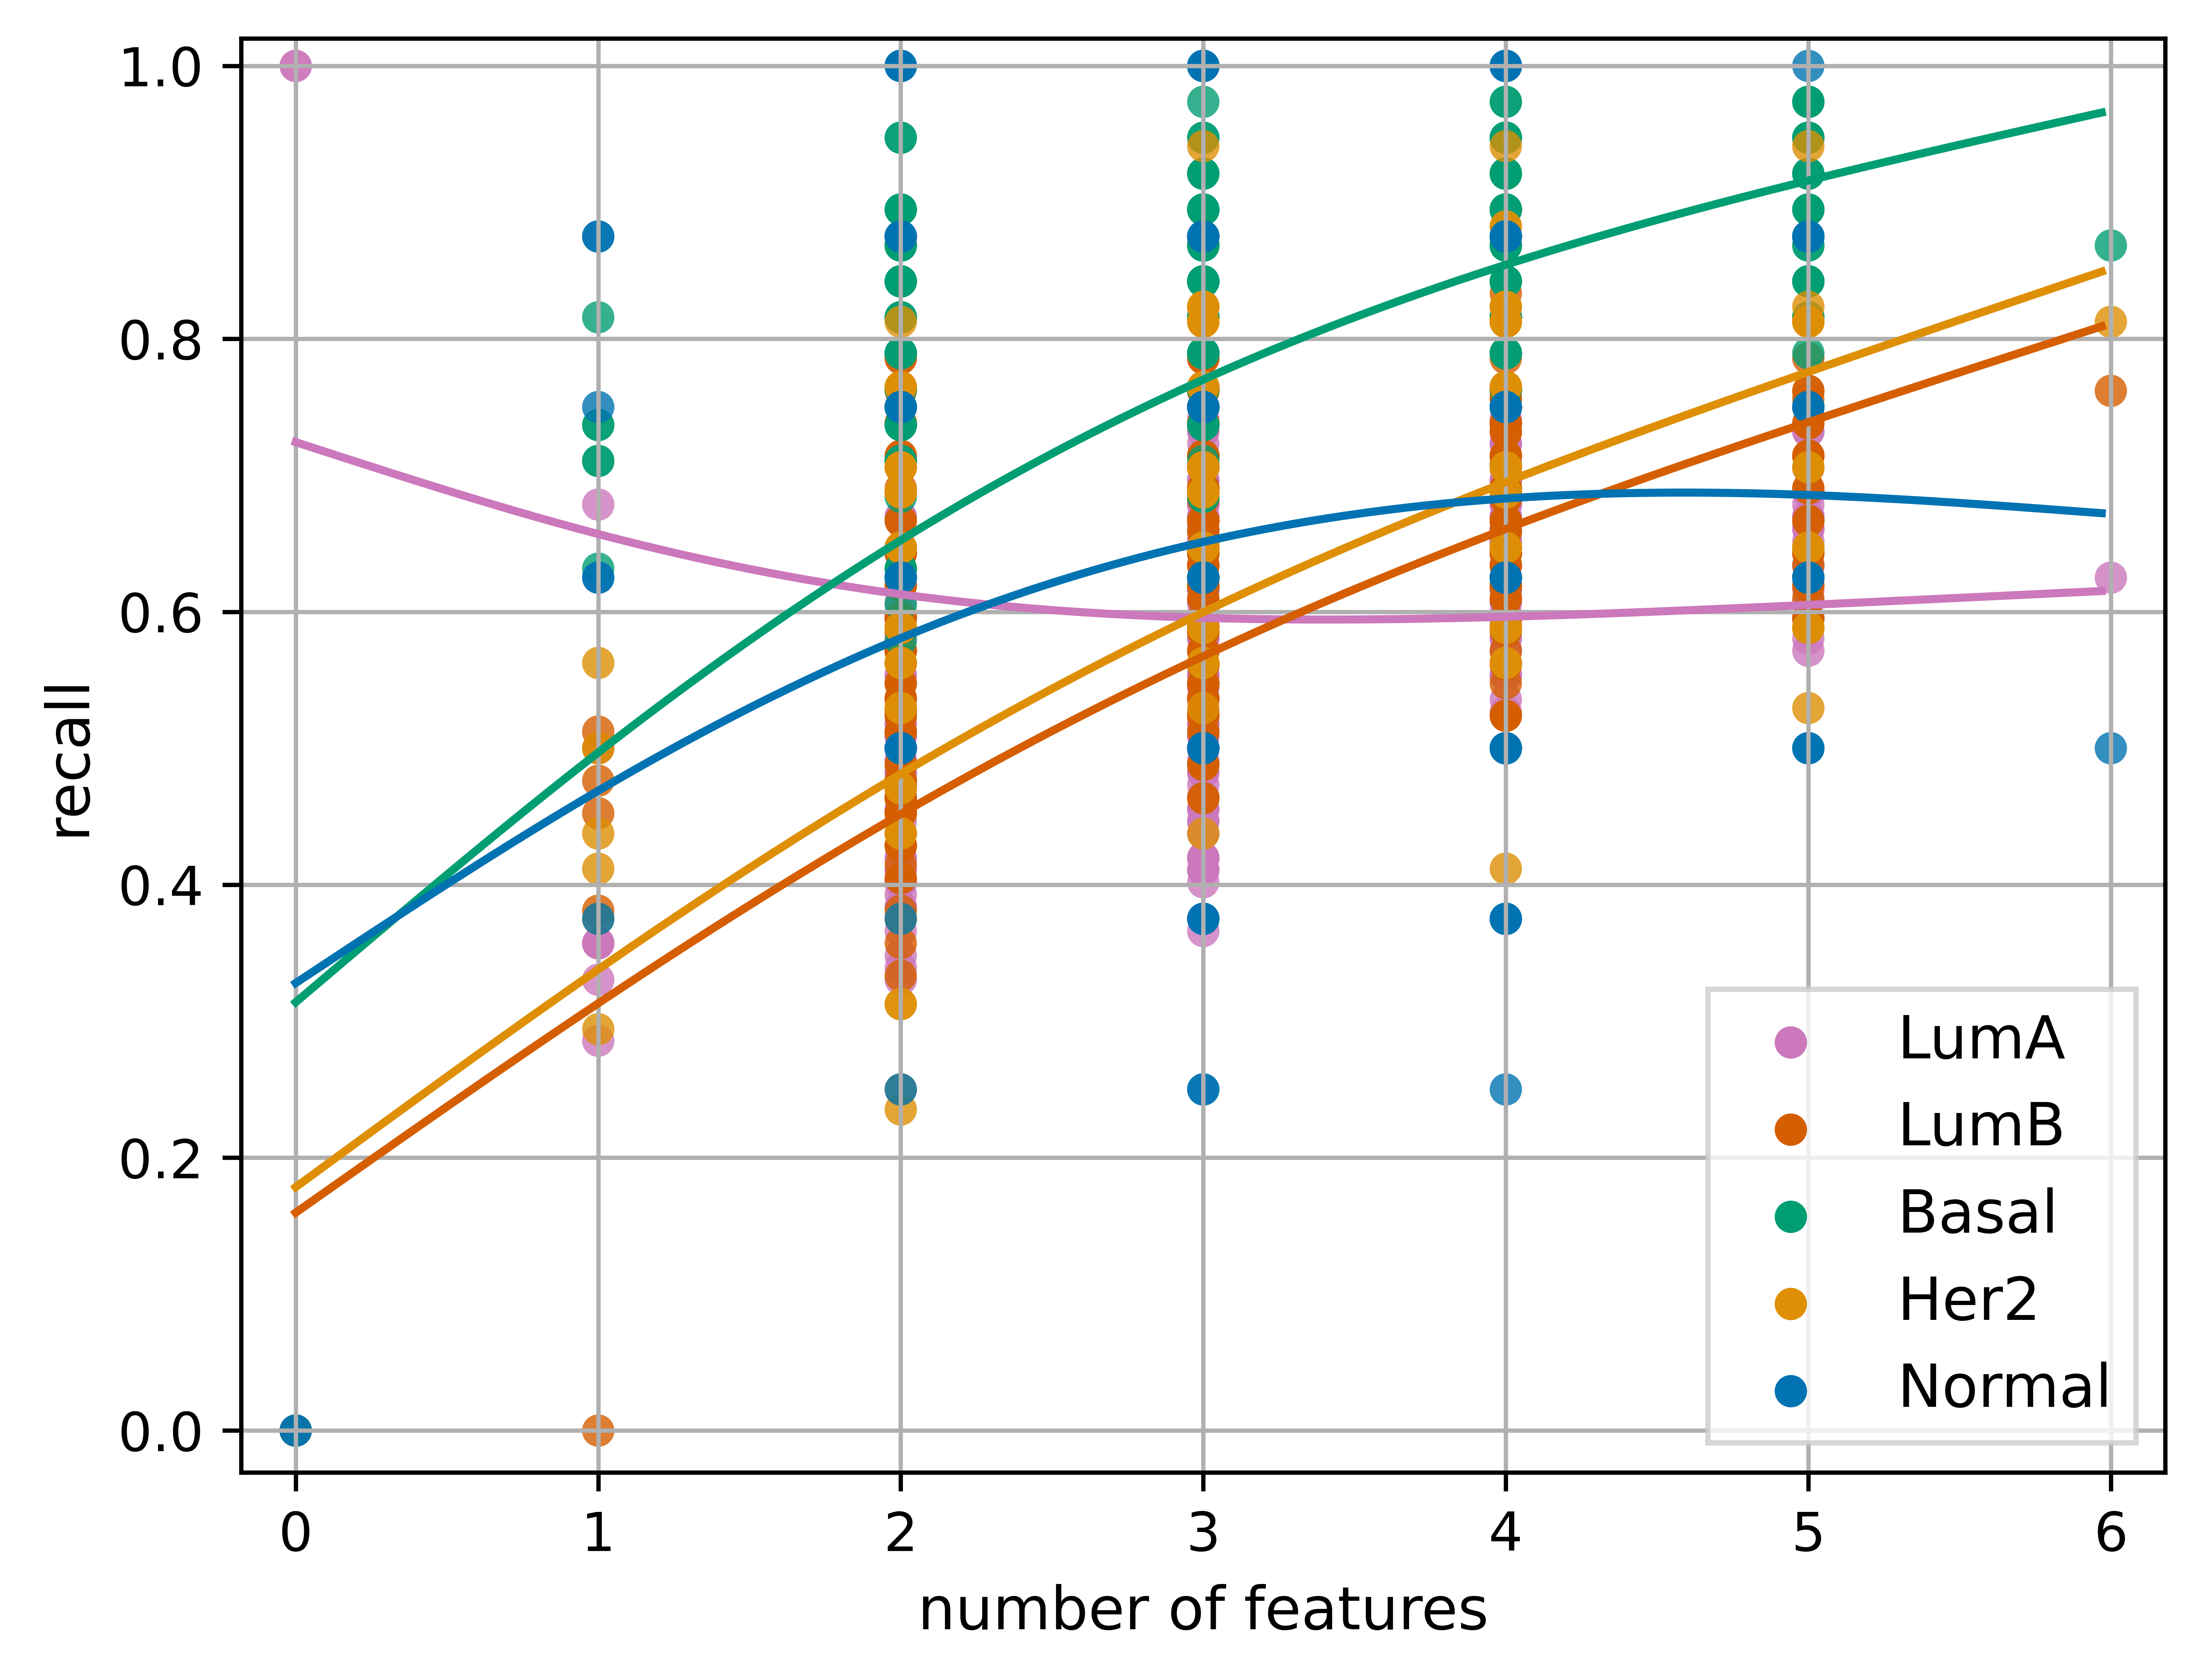 1.0
0.8
0.6
0.4
0.2
0.0
recall
0 1 2 3 4 5 6
number of features
LumA
LumB
Basal
Her2
Normal